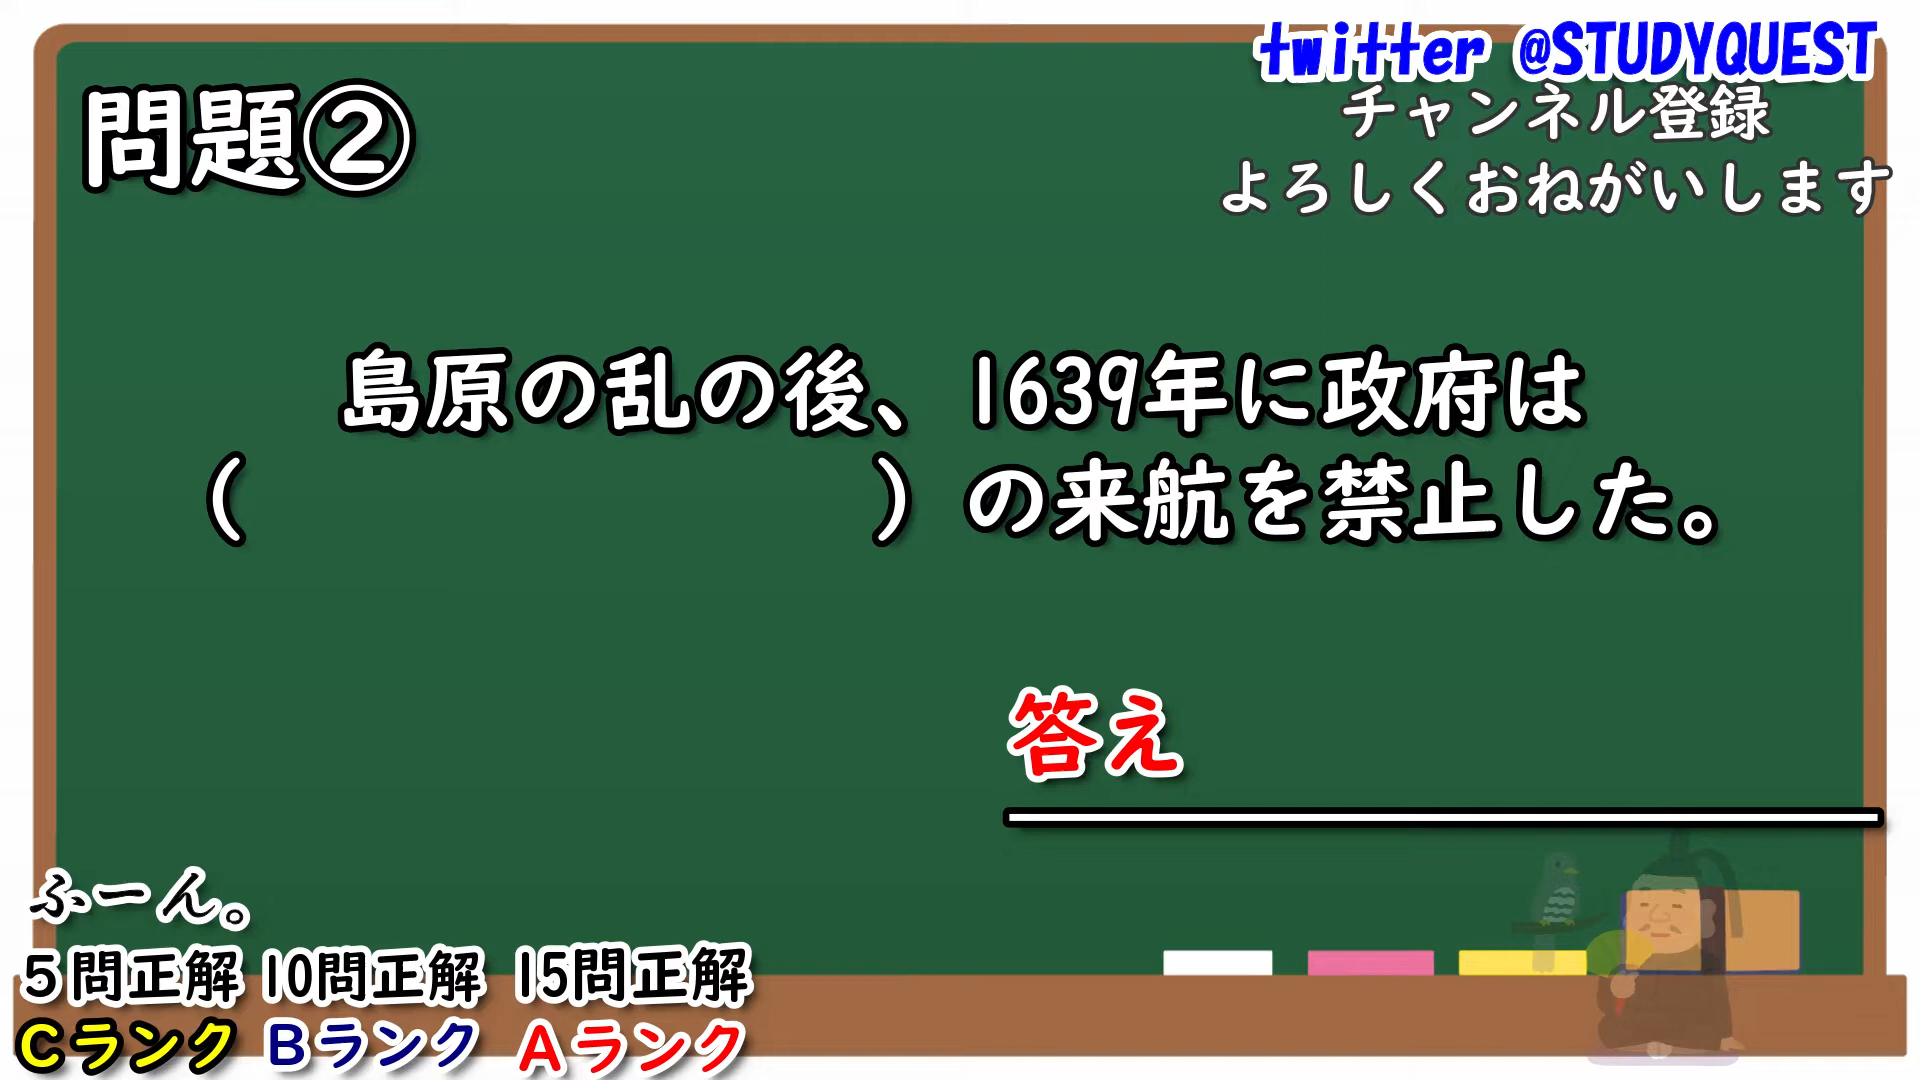 twitter @STUDYQUEST
チャンネル登録
よろしくおねがいします
問題②
島原の乱の後、1639年に政府は
（　　　　　　　）の来航を禁止した。
答え
ふーん。
５問正解 10問正解 15問正解
Cランク Bランク Aランク